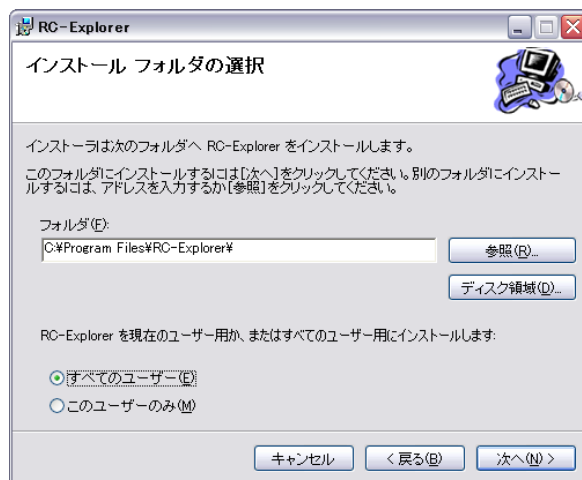 RC-Explorer
インストール フォルダの選択
インストーラは次のフォルダへ RC-Explorer をインストールします。
このフォルダにインストールするには[次へ]をクリックしてください。別のフォルダにインストー
ルするには、アドレスを入力するか[参照]をクリックしてください。
フォルダ(F):
C:¥Program Files¥RC-Explorer¥
参照(R)...
ディスク領域(D)...
RC-Explorer を現在のユーザー用か、またはすべてのユーザー用にインストールします:
すべてのユーザー(E)
このユーザーのみ(M)
キャンセル
< 戻る(B)
次へ(N) >